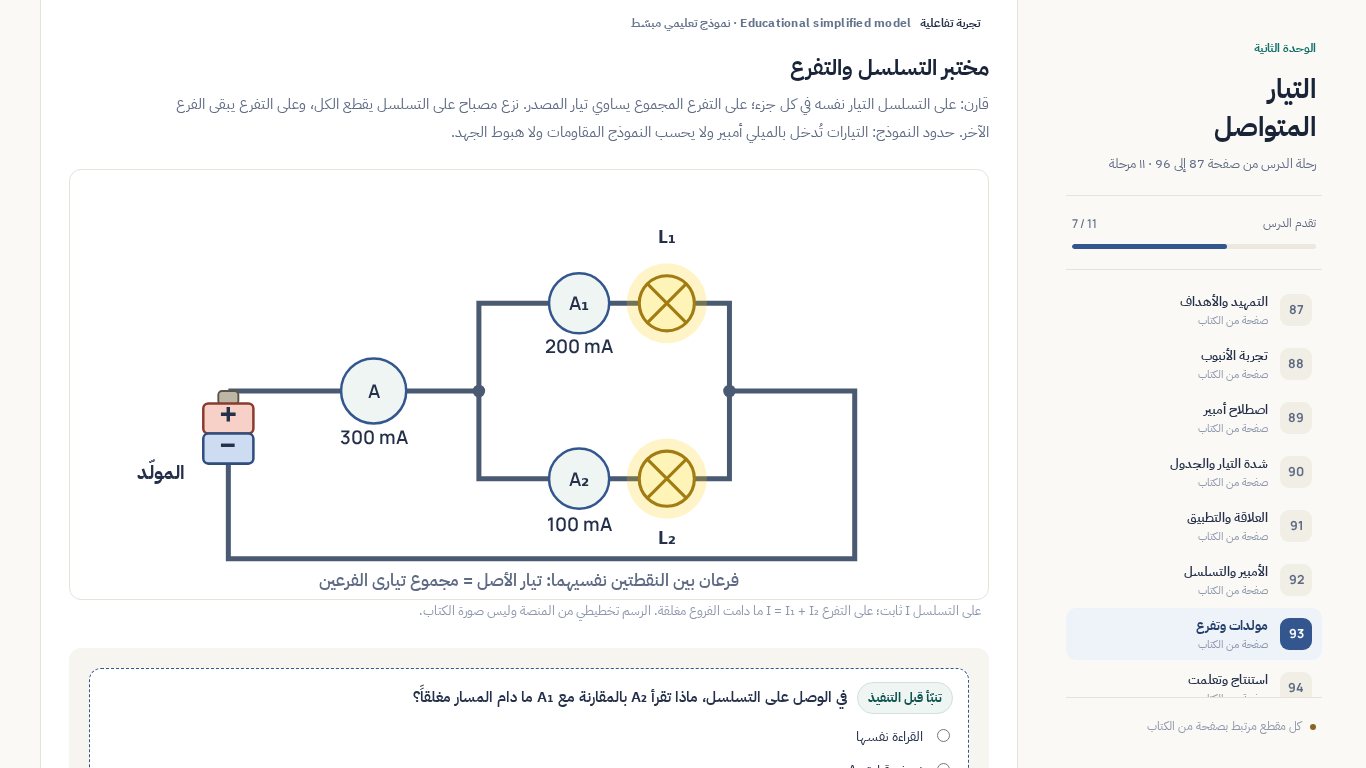 الوحدة الثانية
التيار
المتواصل
رحلة الدرس من صفحة 87 إلى 96 · ١١ مرحلة
تقدم الدرس
7 / 11
87
التمهيد والأهداف
صفحة من الكتاب
88
تجربة الأنبوب
صفحة من الكتاب
89
اصطلاح أمبير
صفحة من الكتاب
90
شدة التيار والجدول
صفحة من الكتاب
91
العلاقة والتطبيق
صفحة من الكتاب
92
الأمبير والتسلسل
صفحة من الكتاب
93
مولدات وتفرع
صفحة من الكتاب
94
استنتاج وتعلمت
كل مقطع مرتبط بصفحة من الكتاب
تجربة تفاعلية Educational simplified model · نموذج تعليمي مبسّط
مختبر التسلسل والتفرع
قارن: على التسلسل التيار نفسه في كل جزء؛ على التفرع المجموع يساوي تيار المصدر. نزع مصباح على التسلسل يقطع الكل، وعلى التفرع يبقى الفرع
الآخر. حدود النموذج: التيارات تُدخل بالميلي أمبير ولا يحسب النموذج المقاومات ولا هبوط الجهد.
L₁
A₁
200 mA
A
300 mA
+
−
المولّد
A₂
100 mA
L₂
فرعان بين النقطتين نفسيهما: تيار الأصل = مجموع تياري الفرعين
على التسلسل I ثابت؛ على التفرع I = I₁ + I₂ ما دامت الفروع مغلقة. الرسم تخطيطي من المنصة وليس صورة الكتاب.
تنبّأ قبل التنفيذ
في الوصل على التسلسل، ماذا تقرأ A₂ بالمقارنة مع A₁ ما دام المسار مغلقاً؟
القراءة نفسها